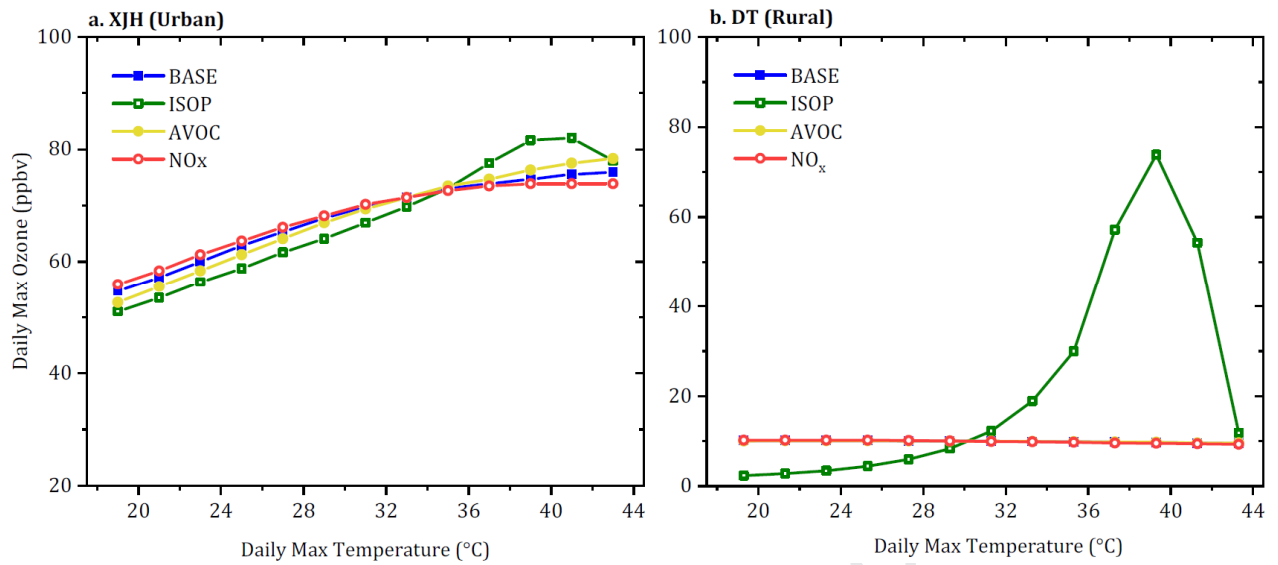 a. XJH (Urban)
100
80
60
40
20
Daily Max Ozone (ppbv)
BASE
ISOP
AVOC
NOx
20 24 28 32 36 40 44
Daily Max Temperature (°C)
b. DT (Rural)
100
80
60
40
20
0
BASE
ISOP
AVOC
NOx
20 24 28 32 36 40 44
Daily Max Temperature (°C)